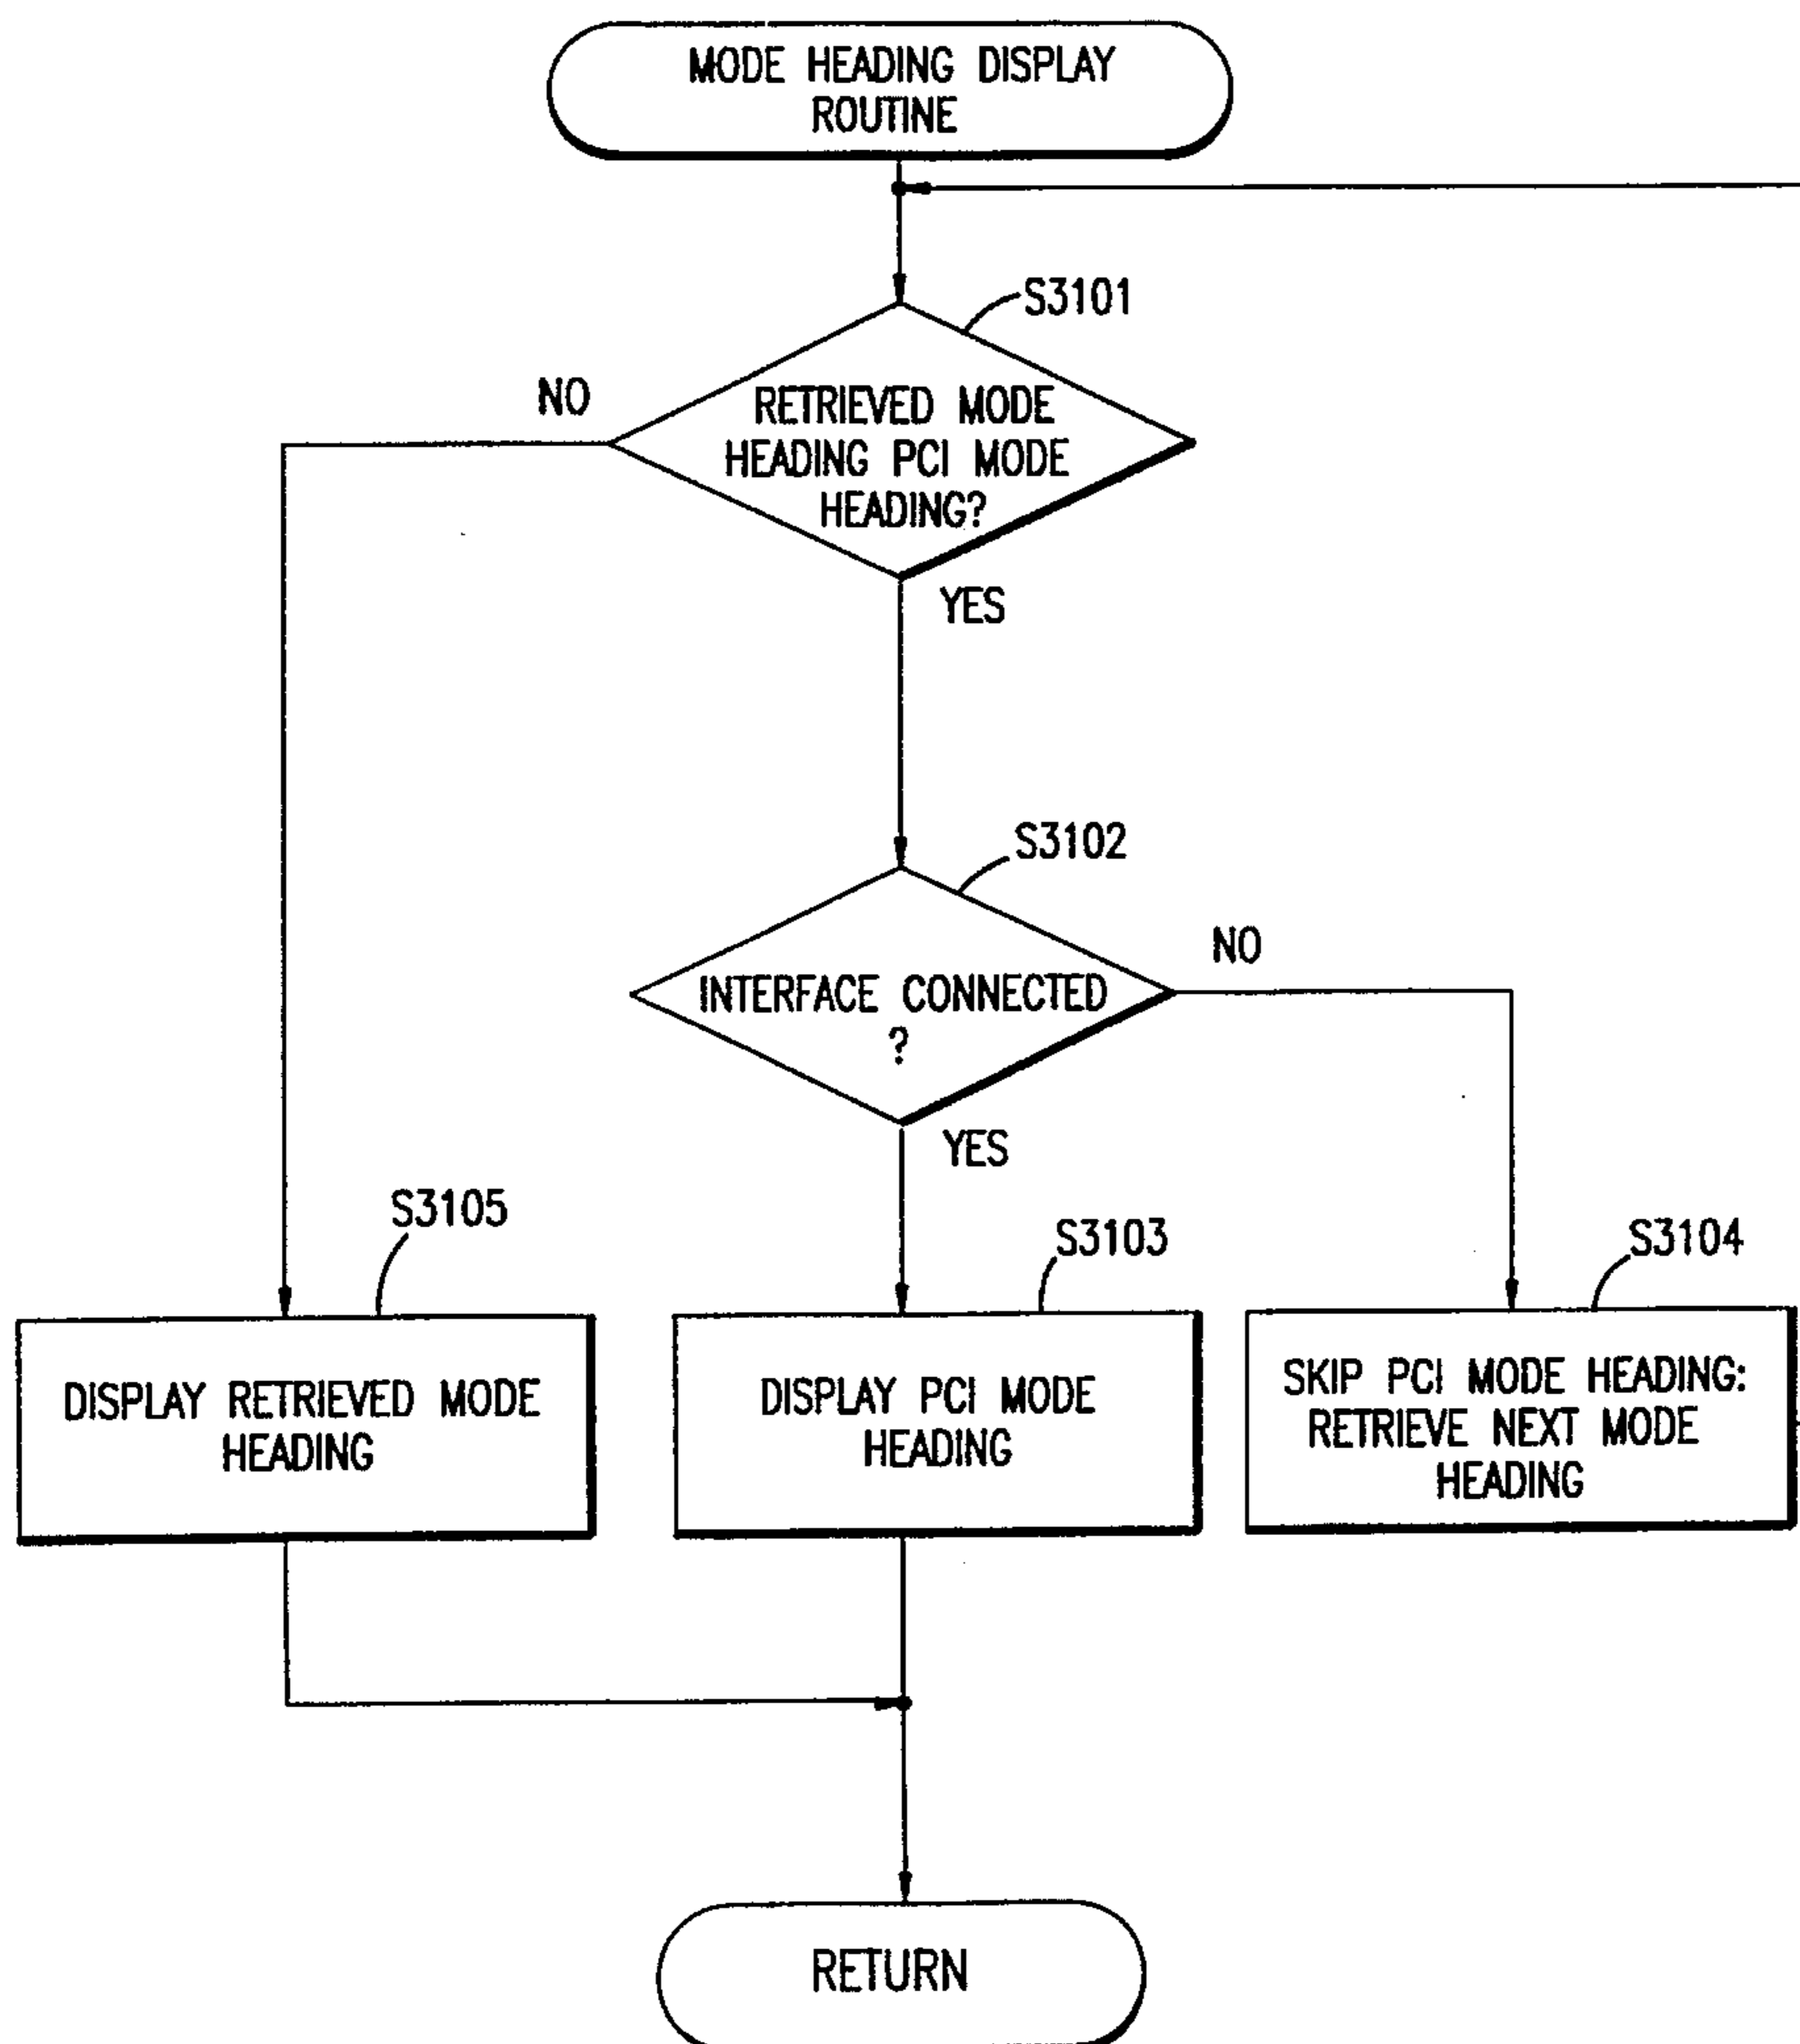 MODE HEADING DISPLAY
ROUTINE
S3101
NO
RETRIEVED MODE
HEADING PCI MODE
HEADING?
YES
S3102
NO
INTERFACE CONNECTED
?
YES
S3105
S3103
S3104
DISPLAY RETRIEVED MODE
HEADING
DISPLAY PCI MODE
HEADING
SKIP PCI MODE HEADING:
RETRIEVE NEXT MODE
HEADING
RETURN